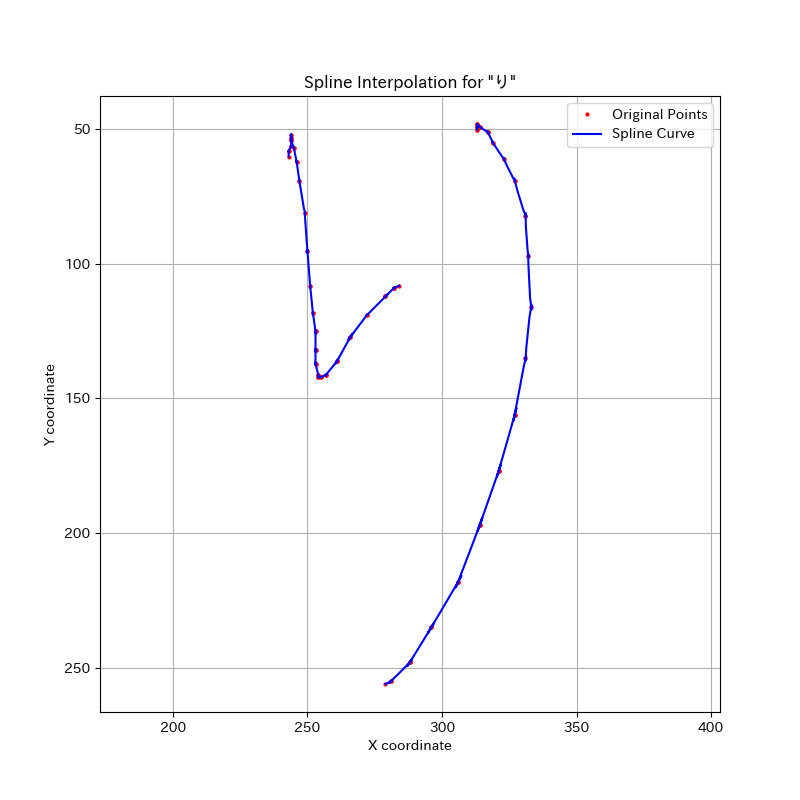 Spline Interpolation for "り"
Original Points
Spline Curve
50
100
150
200
250
Y coordinate
200
250
300
350
400
X coordinate
り